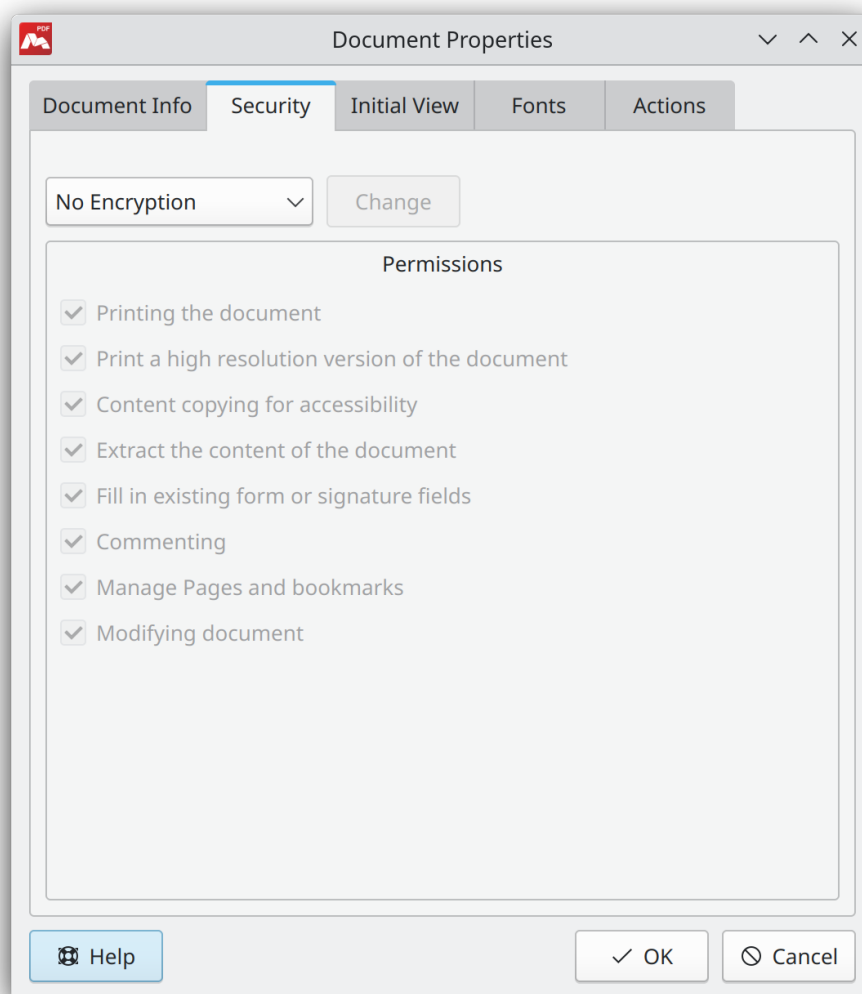 PDF
Document Properties
Document Info Security Initial View Fonts Actions
No Encryption Change
Permissions
Printing the document
Print a high resolution version of the document
Content copying for accessibility
Extract the content of the document
Fill in existing form or signature fields
Commenting
Manage Pages and bookmarks
Modifying document
Help OK Cancel